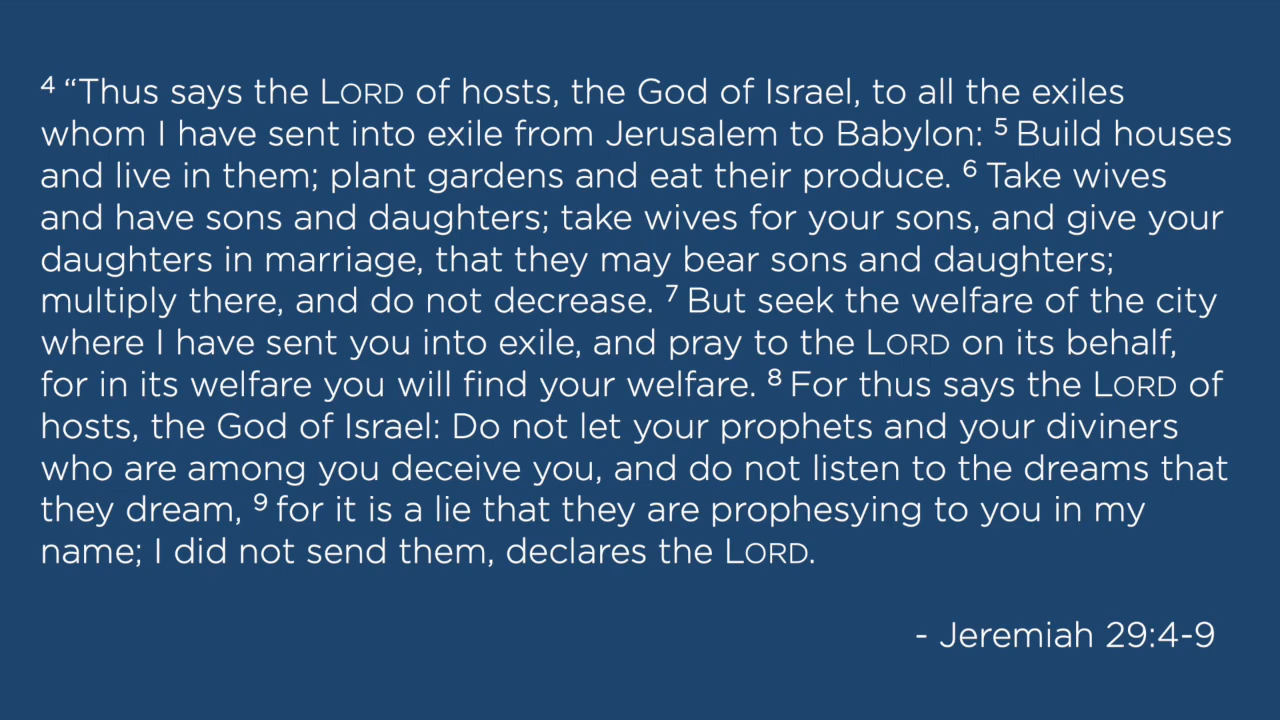 4 “Thus says the LORD of hosts, the God of Israel, to all the exiles
whom I have sent into exile from Jerusalem to Babylon: 5 Build houses
and live in them; plant gardens and eat their produce. 6 Take wives
and have sons and daughters; take wives for your sons, and give your
daughters in marriage, that they may bear sons and daughters;
multiply there, and do not decrease. 7 But seek the welfare of the city
where I have sent you into exile, and pray to the LORD on its behalf,
for in its welfare you will find your welfare. 8 For thus says the LORD of
hosts, the God of Israel: Do not let your prophets and your diviners
who are among you deceive you, and do not listen to the dreams that
they dream, 9 for it is a lie that they are prophesying to you in my
name; I did not send them, declares the LORD.
- Jeremiah 29:4-9